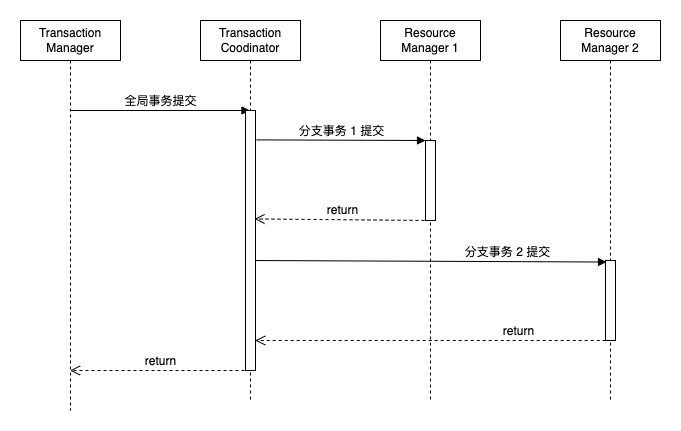 Transaction
Manager
Transaction
Coodinator
Resource
Manager 1
Resource
Manager 2
全局事务提交
分支事务 1 提交
return
分支事务 2 提交
return
return